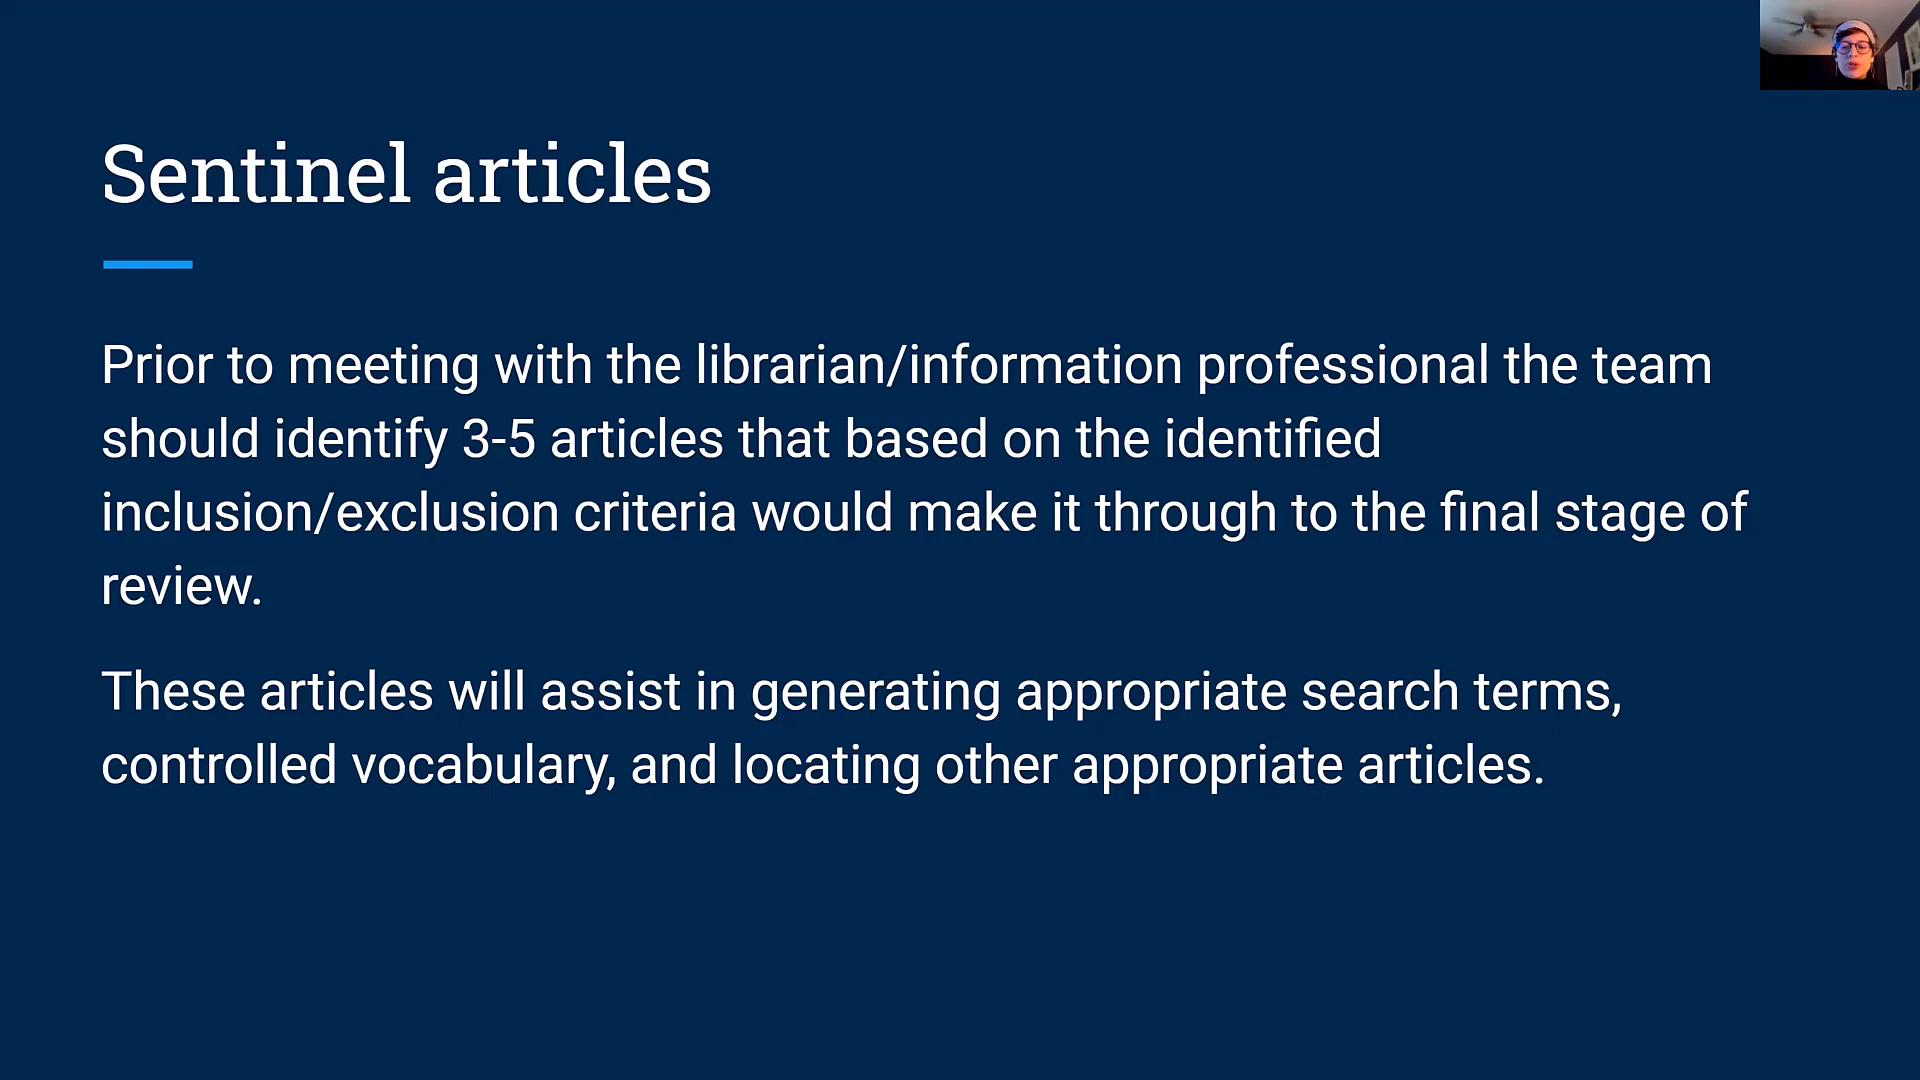 Sentinel articles
Prior to meeting with the librarian/information professional the team
should identify 3-5 articles that based on the identified
inclusion/exclusion criteria would make it through to the final stage of
review.
These articles will assist in generating appropriate search terms,
controlled vocabulary, and locating other appropriate articles.